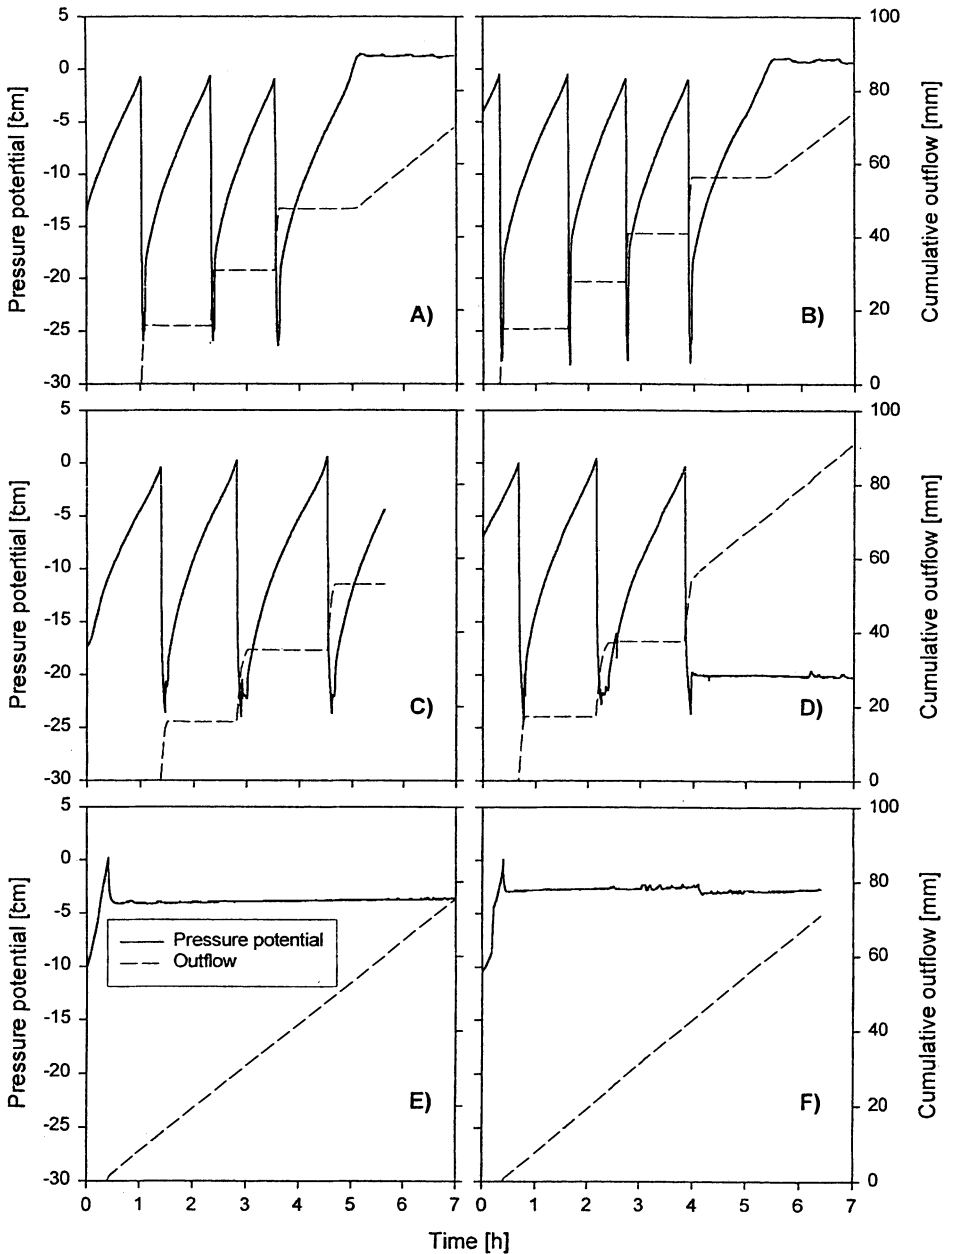 5
0
-5
-10
-15
-20
-25
-30
Pressure potential [cm]
A)
100
80
60
40
20
0
Cumulative outflow [mm]
B)
5
0
-5
-10
-15
-20
-25
-30
Pressure potential [cm]
C)
100
80
60
40
20
0
Cumulative outflow [mm]
D)
5
0
-5
-10
-15
-20
-25
-30
Pressure potential [cm]
Pressure potential
Outflow
E)
100
80
60
40
20
0
Cumulative outflow [mm]
F)
0 1 2 3 4 5 6 7
0 1 2 3 4 5 6 7
Time [h]